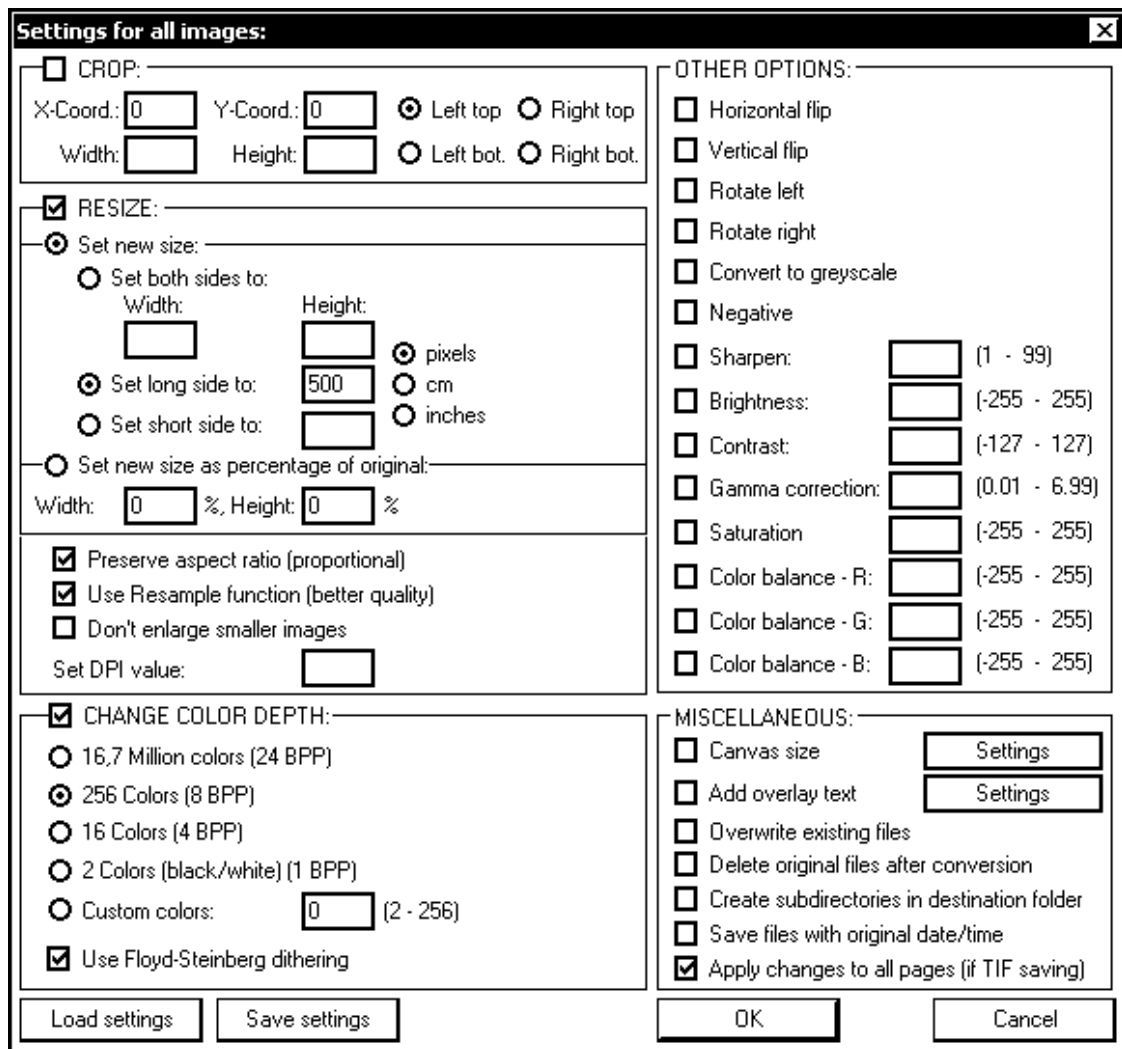 Settings for all images:
CROP:
X-Coord.: 0 Y-Coord.: 0 Left top Right top
Width: Height: Left bot. Right bot.
RESIZE:
Set new size:
Set both sides to:
Width: Height:
pixels
Set long side to: 500 cm
inches
Set short side to:
Set new size as percentage of original:
Width: 0 %, Height: 0 %
Preserve aspect ratio (proportional)
Use Resample function (better quality)
Don't enlarge smaller images
Set DPI value:
CHANGE COLOR DEPTH:
16,7 Million colors (24 BPP)
256 Colors (8 BPP)
16 Colors (4 BPP)
2 Colors (black/white) (1 BPP)
Custom colors: 0 (2 - 256)
Use Floyd-Steinberg dithering
Load settings Save settings
OTHER OPTIONS:
Horizontal flip
Vertical flip
Rotate left
Rotate right
Convert to greyscale
Negative
Sharpen: (1 - 99)
Brightness: (-255 - 255)
Contrast: (-127 - 127)
Gamma correction: (0.01 - 6.99)
Saturation (-255 - 255)
Color balance - R: (-255 - 255)
Color balance - G: (-255 - 255)
Color balance - B: (-255 - 255)
MISCELLANEOUS:
Canvas size Settings
Add overlay text Settings
Overwrite existing files
Delete original files after conversion
Create subdirectories in destination folder
Save files with original date/time
Apply changes to all pages (if TIF saving)
OK Cancel